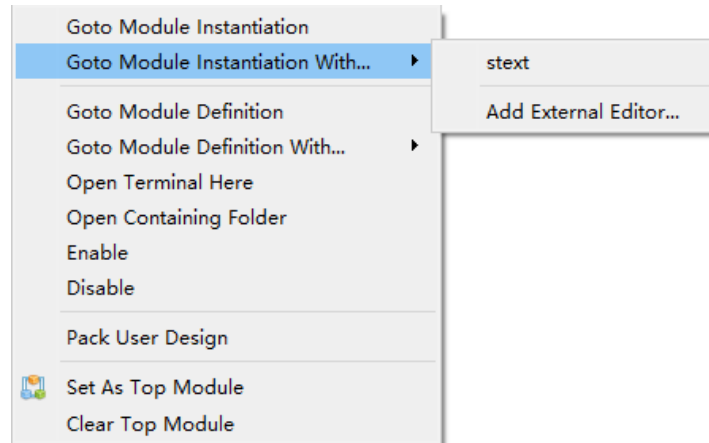 Goto Module Instantiation
Goto Module Instantiation With...
stext
Goto Module Definition
Add External Editor...
Goto Module Definition With...
Open Terminal Here
Open Containing Folder
Enable
Disable
Pack User Design
Set As Top Module
Clear Top Module